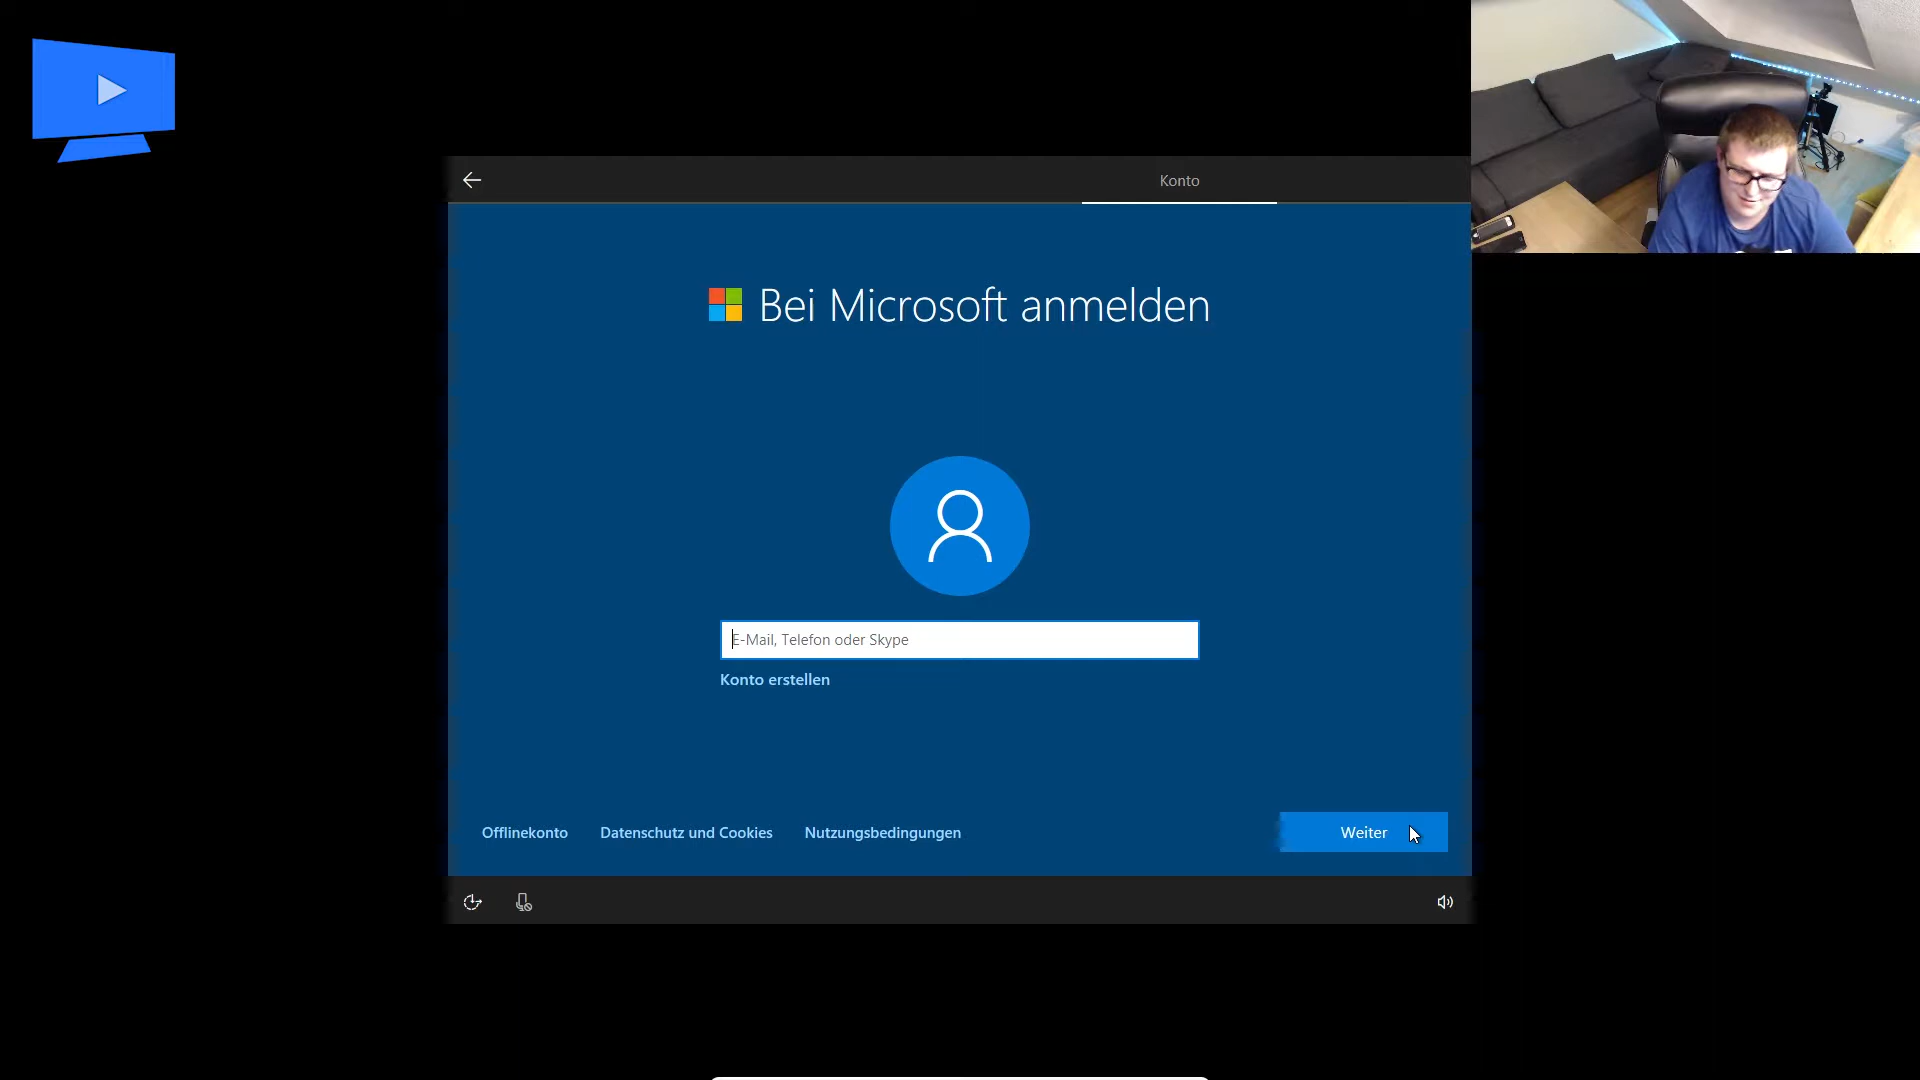 Konto
Bei Microsoft anmelden
E-Mail, Telefon oder Skype
Konto erstellen
Offlinekonto
Datenschutz und Cookies
Nutzungsbedingungen
Weiter